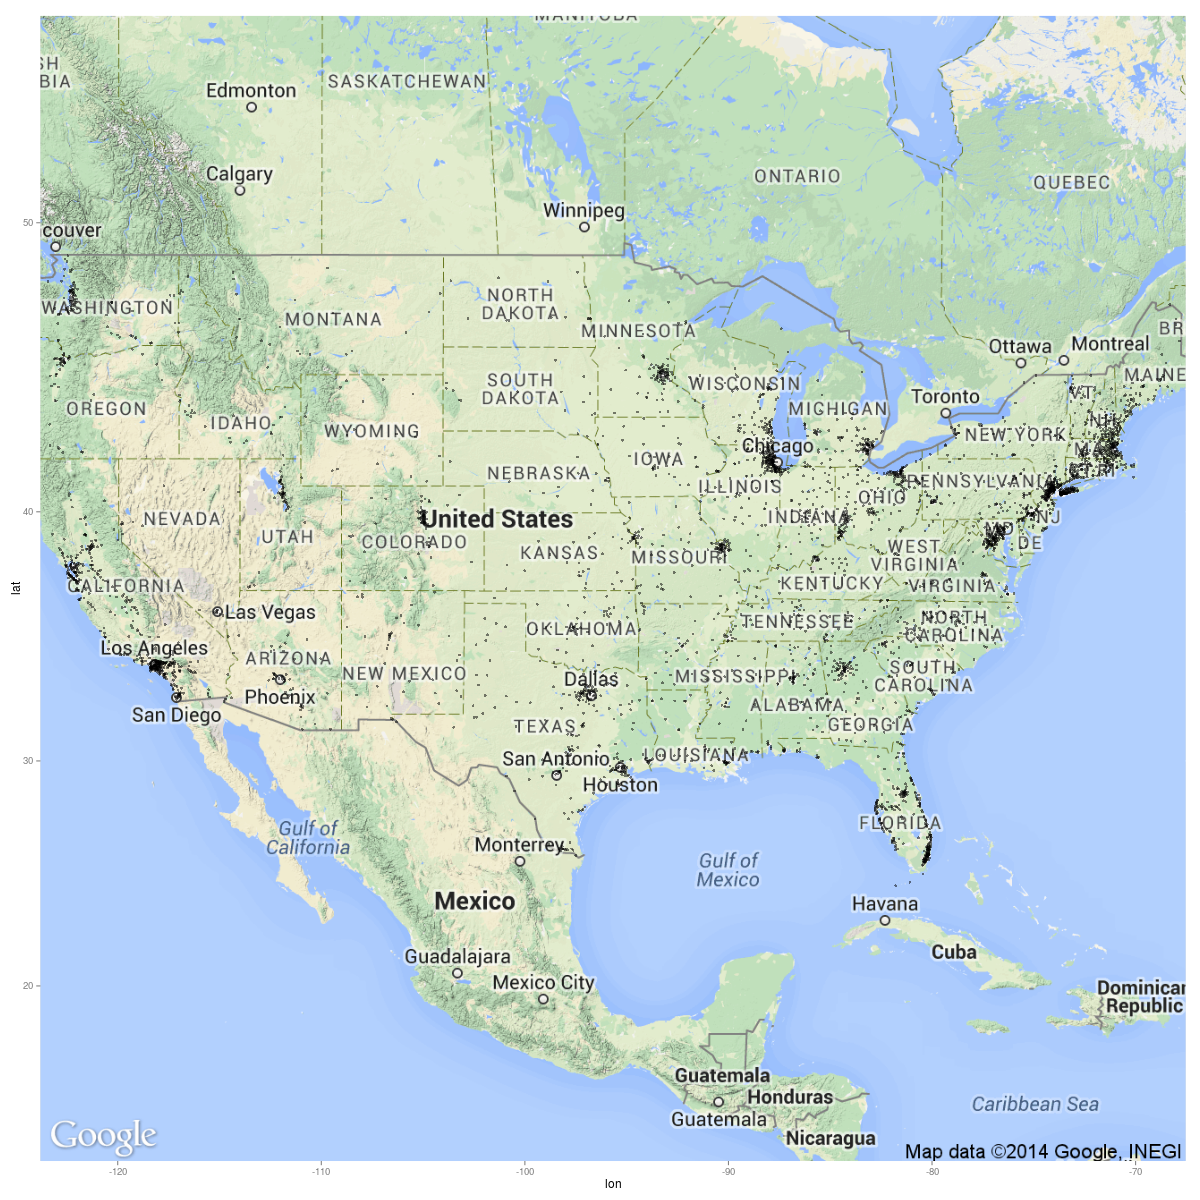 MANITOBA
SH
BIA
SASKATCHEWAN
Edmonton
Calgary
ONTARIO
QUEBEC
Winnipeg
50
couver
WASHINGTON
MONTANA
NORTH
DAKOTA
MINNESOTA
BR
Ottawa
Montreal
OREGON
IDAHO
WYOMING
SOUTH
DAKOTA
WISCONSIN
MICHIGAN
Toronto
VT
MAINE
NH
NEW YORK
Chicago
IOWA
NEBRASKA
ILLINOIS
OHIO
PENNSYLVANIA
M
CT RI
40
NEVADA
UTAH
United States
COLORADO
KANSAS
MISSOURI
INDIANA
MD
NJ
DE
WEST
VIRGINIA
CALIFORNIA
KENTUCKY
VIRGINIA
Las Vegas
OKLAHOMA
TENNESSEE
NORTH
CAROLINA
Los Angeles
ARIZONA
NEW MEXICO
Dallas
MISSISSIPPI
SOUTH
CAROLINA
Phoenix
San Diego
TEXAS
ALABAMA
GEORGIA
30
San Antonio
LOUISIANA
Houston
FLORIDA
Gulf of
California
Monterrey
Gulf of
Mexico
Mexico
Havana
Cuba
Guadalajara
Mexico City
20
Dominican
Republic
Guatemala
Honduras
Guatemala
Caribbean Sea
Nicaragua
Google
Map data ©2014 Google, INEGI
-120
-110
-100
-90
-80
-70
lon
lat